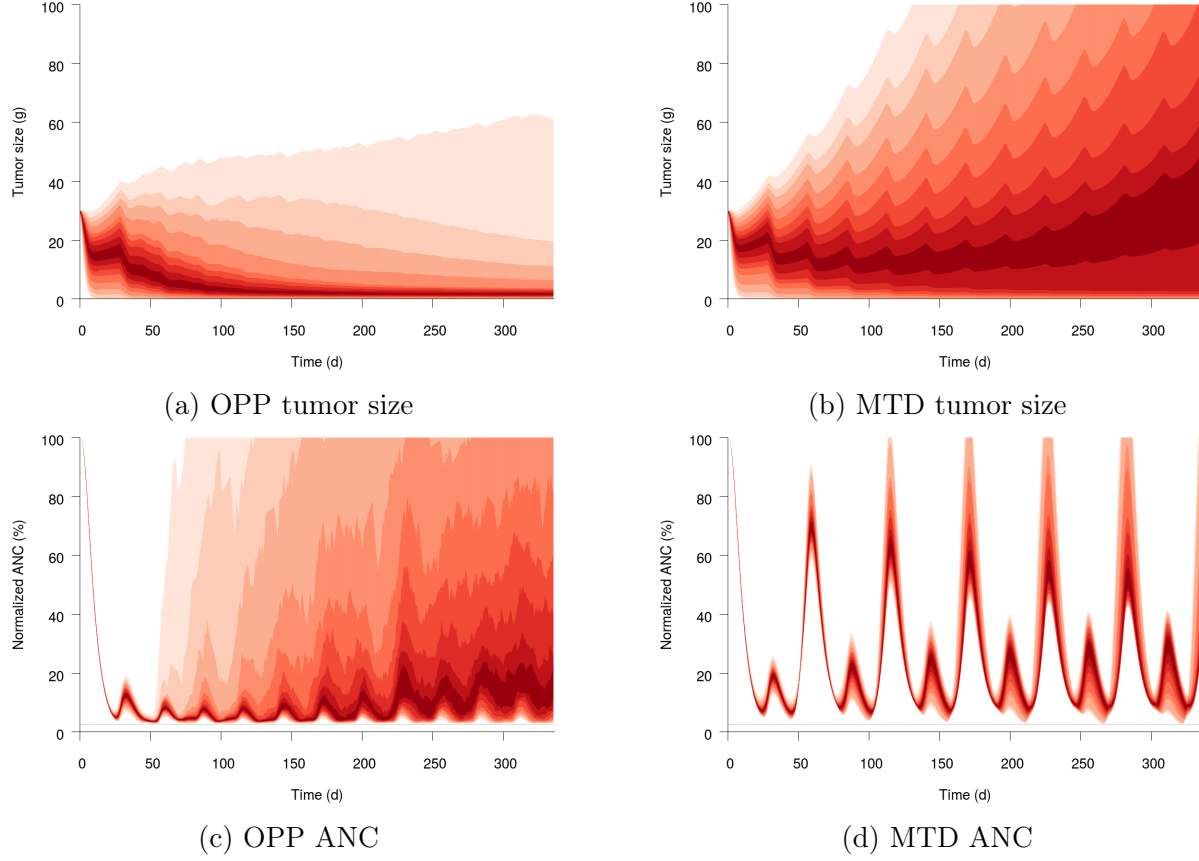 100
80
60
40
20
0
Tumor size (g)
0 50 100 150 200 250 300
Time (d)
(a) OPP tumor size
100
80
60
40
20
0
Tumor size (g)
0 50 100 150 200 250 300
Time (d)
(b) MTD tumor size
100
80
60
40
20
0
Normalized ANC (%)
0 50 100 150 200 250 300
Time (d)
(c) OPP ANC
100
80
60
40
20
0
Normalized ANC (%)
0 50 100 150 200 250 300
Time (d)
(d) MTD ANC